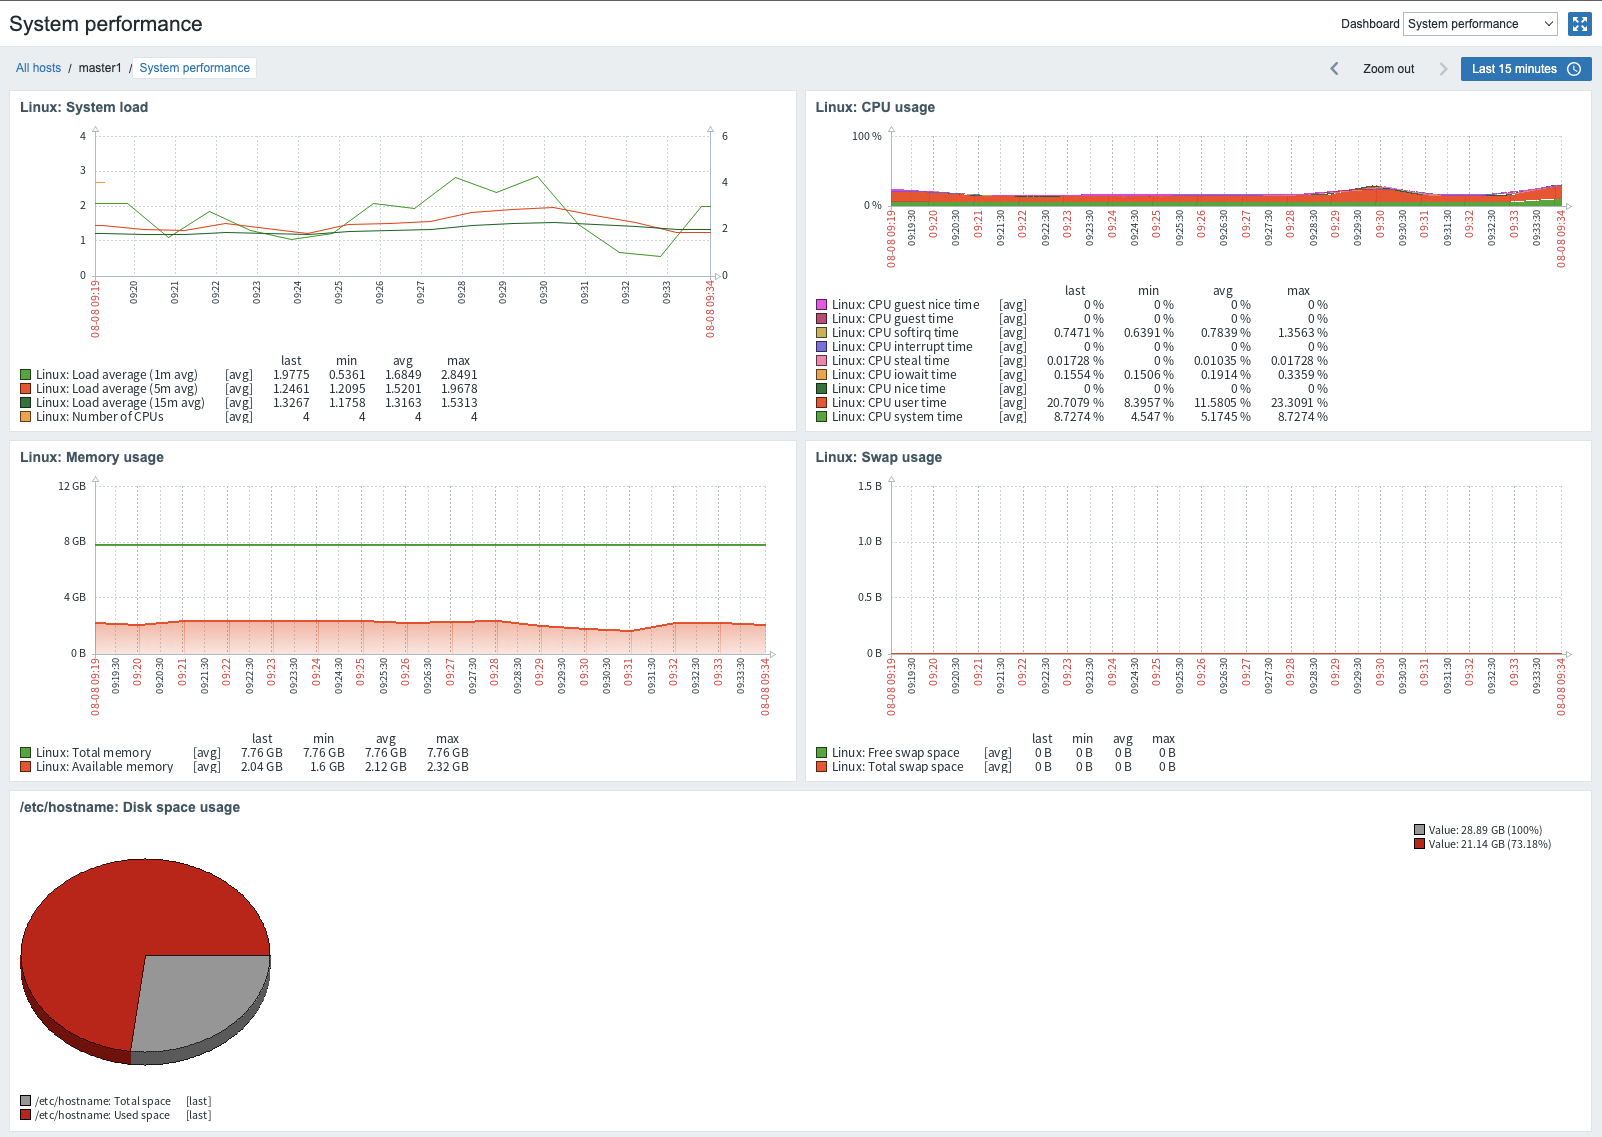 System performance
Dashboard System performance
All hosts / master1 / System performance
Zoom out Last 15 minutes
Linux: System load
4 6
3
4
2
2
1
0 0
08-08 09:19 09:20 09:21 09:22 09:23 09:24 09:25 09:26 09:27 09:28 09:29 09:30 09:31 09:32 09:33 08-08 09:34
last min avg max
Linux: Load average (1m avg) [avg] 1.9775 0.5361 1.6849 2.8491
Linux: Load average (5m avg) [avg] 1.2461 1.2095 1.5201 1.9678
Linux: Load average (15m avg) [avg] 1.3267 1.1758 1.3163 1.5313
Linux: Number of CPUs [avg] 4 4 4 4
Linux: CPU usage
100 %
0 %
08-08 09:19 09:19:30 09:20 09:20:30 09:21 09:21:30 09:22 09:22:30 09:23 09:23:30 09:24 09:24:30 09:25 09:25:30 09:26 09:26:30 09:27 09:27:30 09:28 09:28:30 09:29 09:29:30 09:30 09:30:30 09:31 09:31:30 09:32 09:32:30 09:33 09:33:30 08-08 09:34
last min avg max
Linux: CPU guest nice time [avg] 0 % 0 % 0 % 0 %
Linux: CPU guest time [avg] 0 % 0 % 0 % 0 %
Linux: CPU softirq time [avg] 0.7471 % 0.6391 % 0.7839 % 1.3563 %
Linux: CPU interrupt time [avg] 0 % 0 % 0 % 0 %
Linux: CPU steal time [avg] 0.01728 % 0 % 0.01035 % 0.01728 %
Linux: CPU iowait time [avg] 0.1554 % 0.1506 % 0.1914 % 0.3359 %
Linux: CPU nice time [avg] 0 % 0 % 0 % 0 %
Linux: CPU user time [avg] 20.7079 % 8.3957 % 11.5805 % 23.3091 %
Linux: CPU system time [avg] 8.7274 % 4.547 % 5.1745 % 8.7274 %
Linux: Memory usage
12 GB
8 GB
4 GB
0 B
08-08 09:19 09:19:30 09:20 09:20:30 09:21 09:21:30 09:22 09:22:30 09:23 09:23:30 09:24 09:24:30 09:25 09:25:30 09:26 09:26:30 09:27 09:27:30 09:28 09:28:30 09:29 09:29:30 09:30 09:30:30 09:31 09:31:30 09:32 09:32:30 09:33 09:33:30 08-08 09:34
last min avg max
Linux: Total memory [avg] 7.76 GB 7.76 GB 7.76 GB 7.76 GB
Linux: Available memory [avg] 2.04 GB 1.6 GB 2.12 GB 2.32 GB
Linux: Swap usage
1.5 B
1.0 B
0.5 B
0 B
08-08 09:19 09:19:30 09:20 09:20:30 09:21 09:21:30 09:22 09:22:30 09:23 09:23:30 09:24 09:24:30 09:25 09:25:30 09:26 09:26:30 09:27 09:27:30 09:28 09:28:30 09:29 09:29:30 09:30 09:30:30 09:31 09:31:30 09:32 09:32:30 09:33 09:33:30 08-08 09:34
last min avg max
Linux: Free swap space [avg] 0 B 0 B 0 B 0 B
Linux: Total swap space [avg] 0 B 0 B 0 B 0 B
/etc/hostname: Disk space usage
Value: 28.89 GB (100%)
Value: 21.14 GB (73.18%)
/etc/hostname: Total space [last]
/etc/hostname: Used space [last]